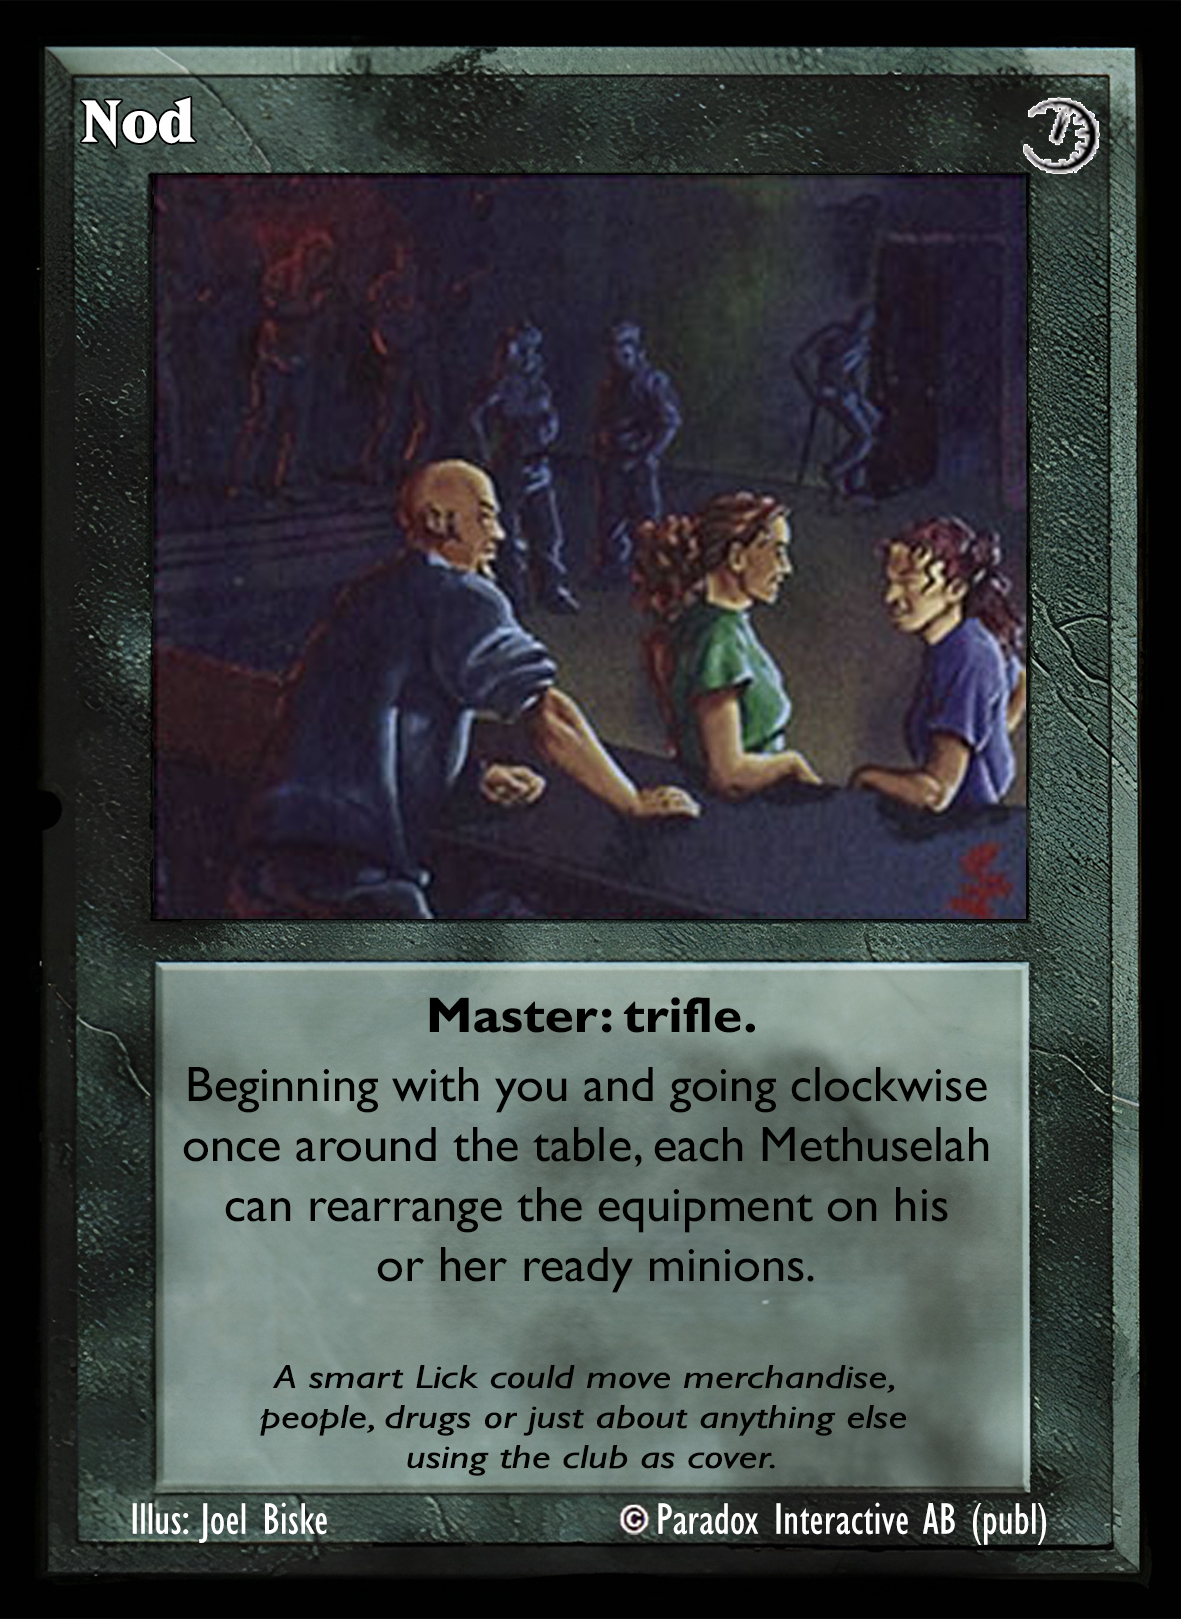 Nod
Master: trifle.
Beginning with you and going clockwise
once around the table, each Methuselah
can rearrange the equipment on his
or her ready minions.
A smart Lick could move merchandise,
people, drugs or just about anything else
using the club as cover.
Illus: Joel Biske
© Paradox Interactive AB (publ)